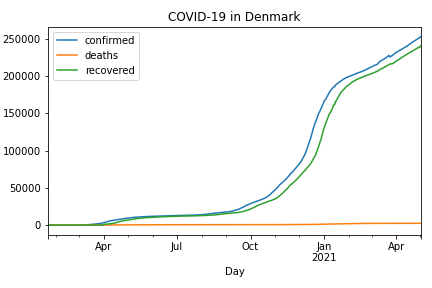 COVID-19 in Denmark
confirmed
deaths
recovered
250000
200000
150000
100000
50000
0
Apr Jul Oct Jan Apr
2021
Day